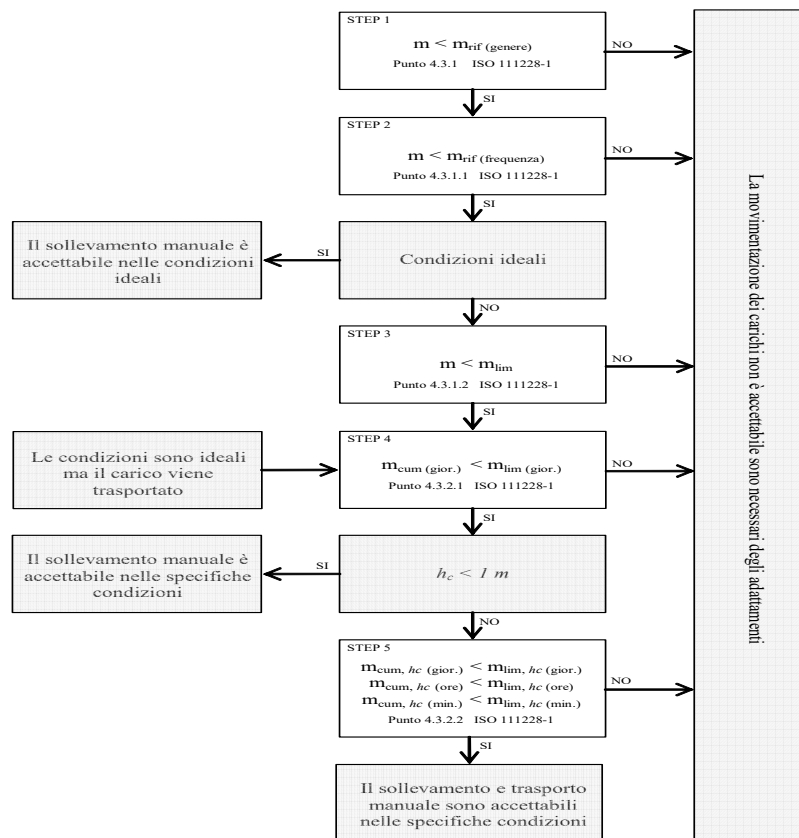 STEP 1
m < mrif (genere)
Punto 4.3.1 ISO 111228-1
NO
SI
STEP 2
m < mrif (frequenza)
Punto 4.3.1.1 ISO 111228-1
NO
SI
Il sollevamento manuale è
accettabile nelle condizioni
ideali
SI
Condizioni ideali
NO
STEP 3
m < mlim
Punto 4.3.1.2 ISO 111228-1
NO
SI
Le condizioni sono ideali
ma il carico viene
trasportato
STEP 4
mcum (gior.) < mlim (gior.)
Punto 4.3.2.1 ISO 111228-1
NO
SI
Il sollevamento manuale è
accettabile nelle specifiche
condizioni
SI
hc < 1 m
NO
STEP 5
mcum, hc (gior.) < mlim, hc (gior.)
mcum, hc (ore) < mlim, hc (ore)
mcum, hc (min.) < mlim, hc (min.)
Punto 4.3.2.2 ISO 111228-1
NO
SI
Il sollevamento e trasporto
manuale sono accettabili
nelle specifiche condizioni
La movimentazione dei carichi non è accettabile sono necessari degli adattamenti